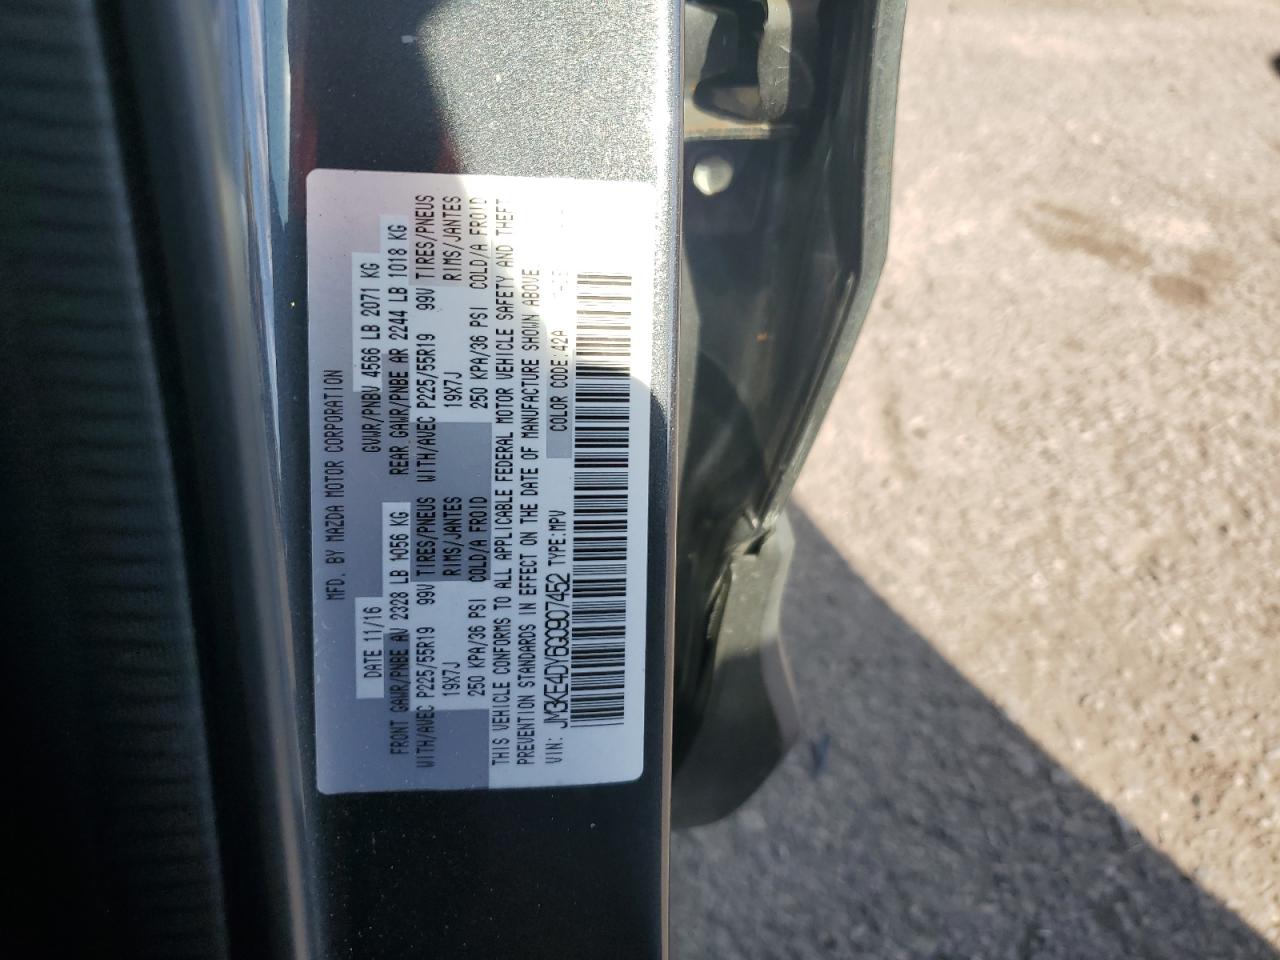 MFD. BY MAZDA MOTOR CORPORATION
DATE 11/16 GVWR/PNBV 4566 LB 2071 KG
FRONT GAWR/PNBE AV 2328 LB 1056 KG REAR GAWR/PNBE AR 2244 LB 1018 KG
WITH/AVEC P225/55R19 99V TIRES/PNEUS WITH/AVEC P225/55R19 99V TIRES/PNEUS
19X7J RIMS/JANTES 19X7J RIMS/JANTES
250 KPA/36 PSI COLD/A FROID 250 KPA/36 PSI COLD/A FROID
THIS VEHICLE CONFORMS TO ALL APPLICABLE FEDERAL MOTOR VEHICLE SAFETY AND THEFT
PREVENTION STANDARDS IN EFFECT ON THE DATE OF MANUFACTURE SHOWN ABOVE
VIN: JM3KE4DY6G0907452 TYPE:MPV COLOR CODE:42A